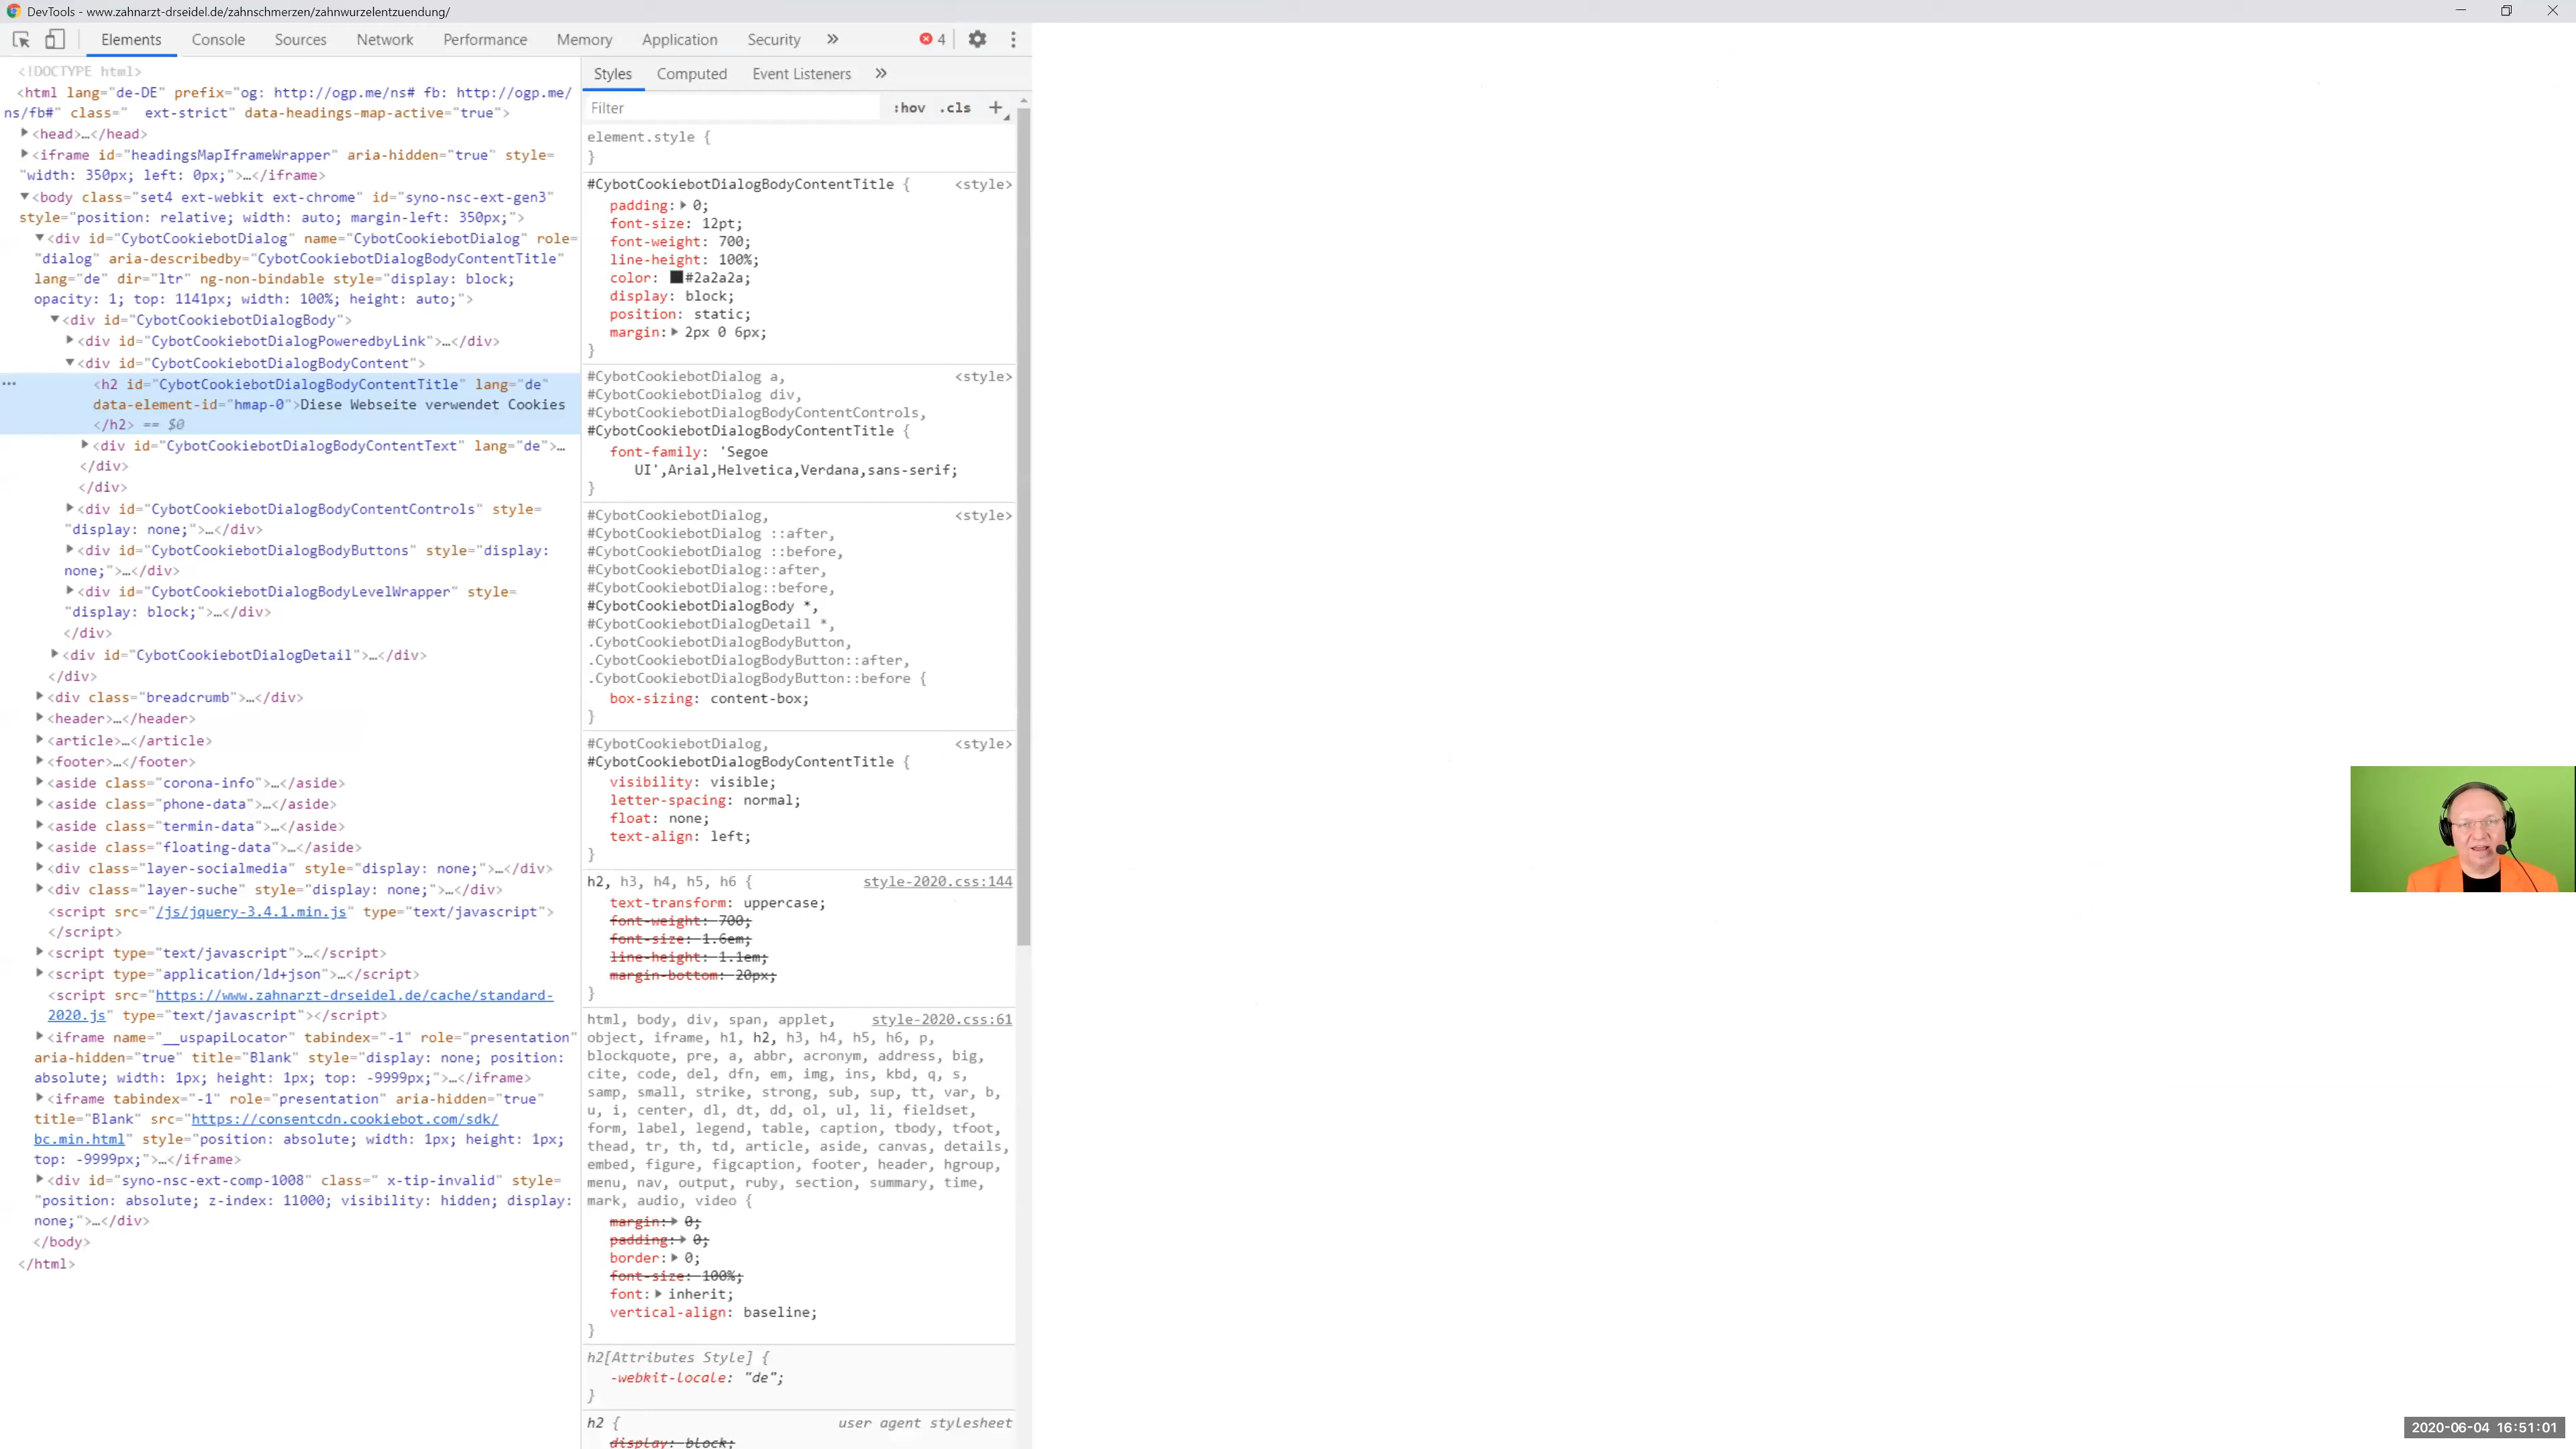 DevTools - www.zahnarzt-drseidel.de/zahnschmerzen/zahnwurzelentzuendung/
Elements Console Sources Network Performance Memory Application Security » 4
<!DOCTYPE html>
<html lang="de-DE" prefix="og: http://ogp.me/ns# fb: http://ogp.me/
ns/fb#" class="  ext-strict" data-headings-map-active="true">
<head>…</head>
<iframe id="headingsMapIframeWrapper" aria-hidden="true" style=
"width: 350px; left: 0px;">…</iframe>
<body class="set4 ext-webkit ext-chrome" id="syno-nsc-ext-gen3"
style="position: relative; width: auto; margin-left: 350px;">
<div id="CybotCookiebotDialog" name="CybotCookiebotDialog" role=
"dialog" aria-describedby="CybotCookiebotDialogBodyContentTitle"
lang="de" dir="ltr" ng-non-bindable style="display: block;
opacity: 1; top: 1141px; width: 100%; height: auto;">
<div id="CybotCookiebotDialogBody">
<div id="CybotCookiebotDialogPoweredbyLink">…</div>
<div id="CybotCookiebotDialogBodyContent">
<h2 id="CybotCookiebotDialogBodyContentTitle" lang="de"
data-element-id="hmap-0">Diese Webseite verwendet Cookies
</h2> == $0
<div id="CybotCookiebotDialogBodyContentText" lang="de">…
</div>
</div>
<div id="CybotCookiebotDialogBodyContentControls" style=
"display: none;">…</div>
<div id="CybotCookiebotDialogBodyButtons" style="display:
none;">…</div>
<div id="CybotCookiebotDialogBodyLevelWrapper" style=
"display: block;">…</div>
</div>
<div id="CybotCookiebotDialogDetail">…</div>
</div>
<div class="breadcrumb">…</div>
<header>…</header>
<article>…</article>
<footer>…</footer>
<aside class="corona-info">…</aside>
<aside class="phone-data">…</aside>
<aside class="termin-data">…</aside>
<aside class="floating-data">…</aside>
<div class="layer-socialmedia" style="display: none;">…</div>
<div class="layer-suche" style="display: none;">…</div>
<script src="/js/jquery-3.4.1.min.js" type="text/javascript">
</script>
<script type="text/javascript">…</script>
<script type="application/ld+json">…</script>
<script src="https://www.zahnarzt-drseidel.de/cache/standard-
2020.js" type="text/javascript"></script>
<iframe name="__uspapiLocator" tabindex="-1" role="presentation"
aria-hidden="true" title="Blank" style="display: none; position:
absolute; width: 1px; height: 1px; top: -9999px;">…</iframe>
<iframe tabindex="-1" role="presentation" aria-hidden="true"
title="Blank" src="https://consentcdn.cookiebot.com/sdk/
bc.min.html" style="position: absolute; width: 1px; height: 1px;
top: -9999px;">…</iframe>
<div id="syno-nsc-ext-comp-1008" class=" x-tip-invalid" style=
"position: absolute; z-index: 11000; visibility: hidden; display:
none;">…</div>
</body>
</html>
Styles Computed Event Listeners »
Filter :hov .cls +
element.style {
}
#CybotCookiebotDialogBodyContentTitle { <style>
padding: 0;
font-size: 12pt;
font-weight: 700;
line-height: 100%;
color: #2a2a2a;
display: block;
position: static;
margin: 2px 0 6px;
}
#CybotCookiebotDialog a, <style>
#CybotCookiebotDialog div,
#CybotCookiebotDialogBodyContentControls,
#CybotCookiebotDialogBodyContentTitle {
font-family: 'Segoe
UI',Arial,Helvetica,Verdana,sans-serif;
}
#CybotCookiebotDialog, <style>
#CybotCookiebotDialog ::after,
#CybotCookiebotDialog ::before,
#CybotCookiebotDialog::after,
#CybotCookiebotDialog::before,
#CybotCookiebotDialogBody *,
#CybotCookiebotDialogDetail *,
.CybotCookiebotDialogBodyButton,
.CybotCookiebotDialogBodyButton::after,
.CybotCookiebotDialogBodyButton::before {
box-sizing: content-box;
}
#CybotCookiebotDialog, <style>
#CybotCookiebotDialogBodyContentTitle {
visibility: visible;
letter-spacing: normal;
float: none;
text-align: left;
}
h2, h3, h4, h5, h6 { style-2020.css:144
text-transform: uppercase;
font-weight: 700;
font-size: 1.6em;
line-height: 1.1em;
margin-bottom: 20px;
}
html, body, div, span, applet, style-2020.css:61
object, iframe, h1, h2, h3, h4, h5, h6, p,
blockquote, pre, a, abbr, acronym, address, big,
cite, code, del, dfn, em, img, ins, kbd, q, s,
samp, small, strike, strong, sub, sup, tt, var, b,
u, i, center, dl, dt, dd, ol, ul, li, fieldset,
form, label, legend, table, caption, tbody, tfoot,
thead, tr, th, td, article, aside, canvas, details,
embed, figure, figcaption, footer, header, hgroup,
menu, nav, output, ruby, section, summary, time,
mark, audio, video {
margin: 0;
padding: 0;
border: 0;
font-size: 100%;
font: inherit;
vertical-align: baseline;
}
h2[Attributes Style] {
-webkit-locale: "de";
}
h2 { user agent stylesheet
display: block;
2020-06-04 16:51:01